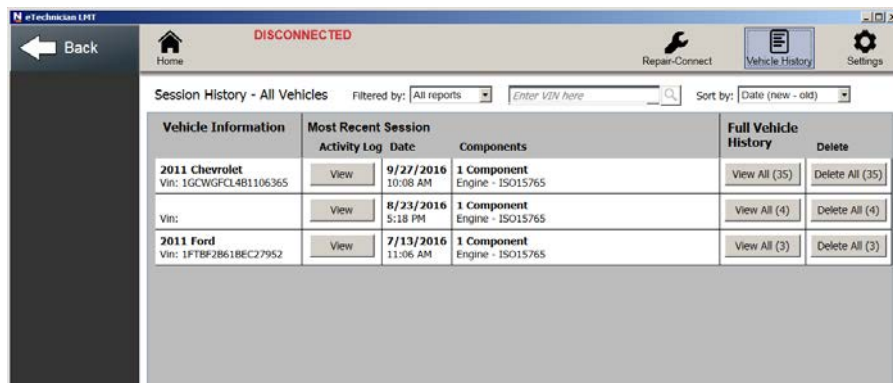 eTechnician LMT
Back
DISCONNECTED
Home
Repair-Connect
Vehicle History
Settings
Session History - All Vehicles Filtered by: All reports Enter VIN here Sort by: Date (new - old)
Vehicle Information Most Recent Session Full Vehicle History
Activity Log Date Components Delete
2011 Chevrolet View 9/27/2016 1 Component View All (35) Delete All (35)
Vin: 1GCWGFCL4B1106365 10:08 AM Engine - ISO15765
View 8/23/2016 1 Component View All (4) Delete All (4)
Vin: 5:18 PM Engine - ISO15765
2011 Ford View 7/13/2016 1 Component View All (3) Delete All (3)
Vin: 1FTBF2B61BEC27952 11:06 AM Engine - ISO15765